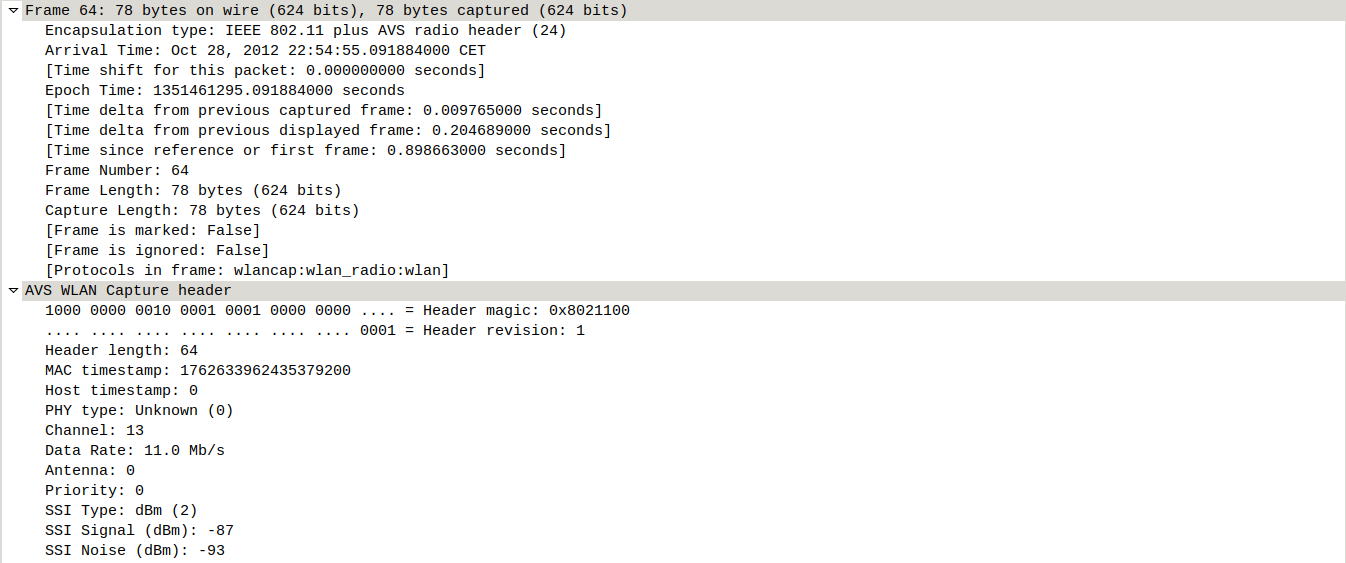 Frame 64: 78 bytes on wire (624 bits), 78 bytes captured (624 bits)
Encapsulation type: IEEE 802.11 plus AVS radio header (24)
Arrival Time: Oct 28, 2012 22:54:55.091884000 CET
[Time shift for this packet: 0.000000000 seconds]
Epoch Time: 1351461295.091884000 seconds
[Time delta from previous captured frame: 0.009765000 seconds]
[Time delta from previous displayed frame: 0.204689000 seconds]
[Time since reference or first frame: 0.898663000 seconds]
Frame Number: 64
Frame Length: 78 bytes (624 bits)
Capture Length: 78 bytes (624 bits)
[Frame is marked: False]
[Frame is ignored: False]
[Protocols in frame: wlancap:wlan_radio:wlan]
AVS WLAN Capture header
1000 0000 0010 0001 0001 0000 0000 .... = Header magic: 0x8021100
.... .... .... .... .... .... .... 0001 = Header revision: 1
Header length: 64
MAC timestamp: 1762633962435379200
Host timestamp: 0
PHY type: Unknown (0)
Channel: 13
Data Rate: 11.0 Mb/s
Antenna: 0
Priority: 0
SSI Type: dBm (2)
SSI Signal (dBm): -87
SSI Noise (dBm): -93